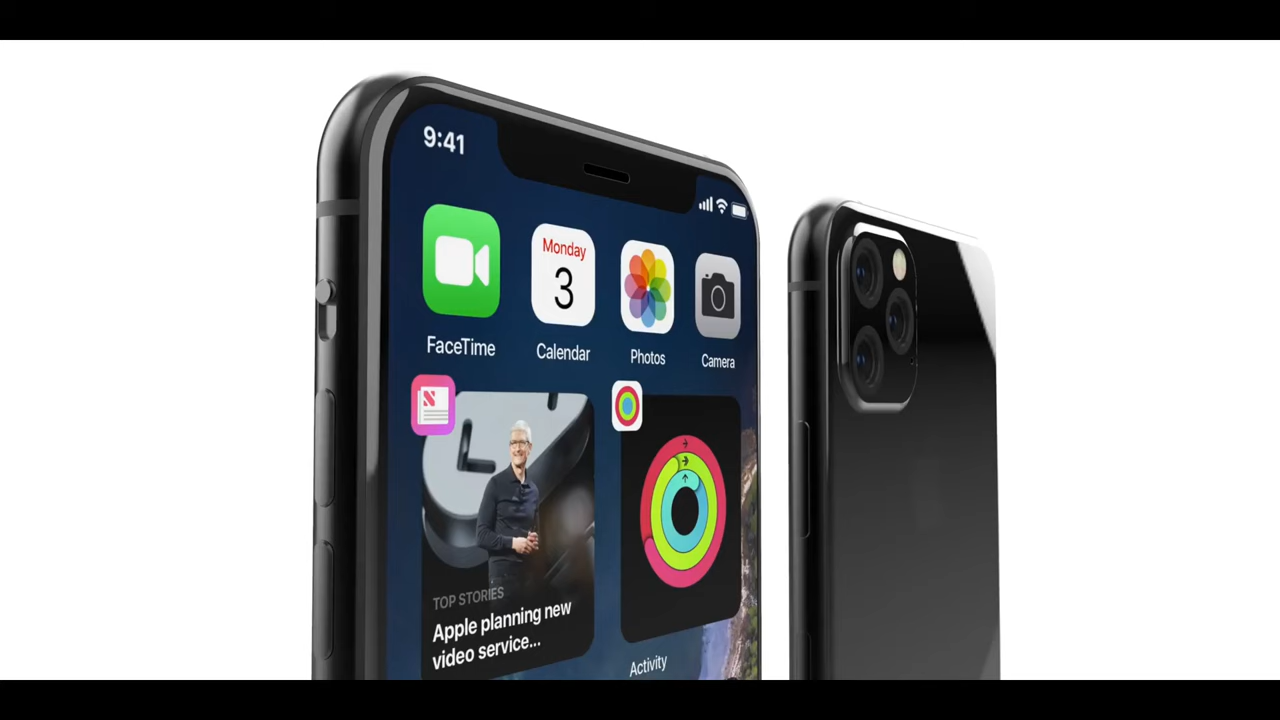 9:41
FaceTime
Monday
3
Calendar
Photos
Camera
TOP STORIES
Apple planning new
video service...
Activity